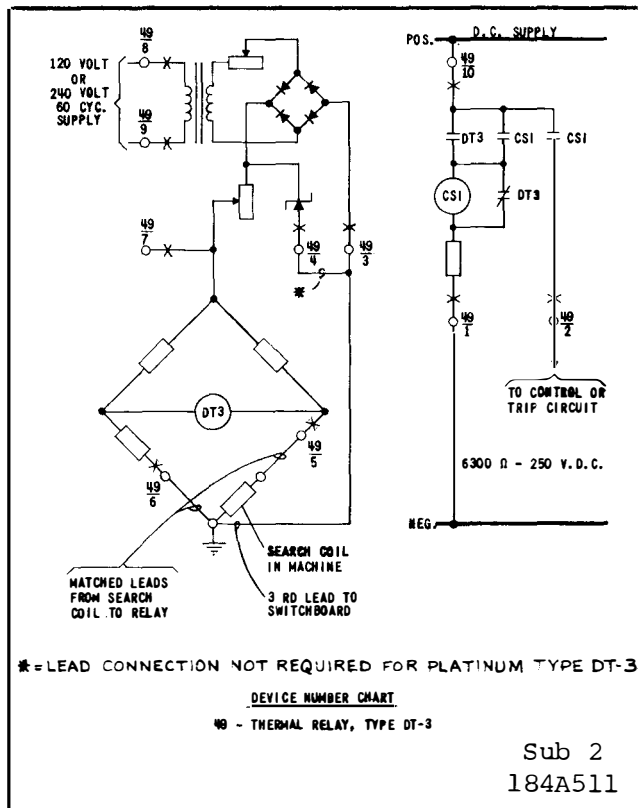 49
8
120 VOLT
OR
240 VOLT
60 CYC.
SUPPLY
49
9
49
7
49
4
49
3
*
DT3
49
6
49
5
MATCHED LEADS
FROM SEARCH
COIL TO RELAY
SEARCH COIL
IN MACHINE
3 RD LEAD TO
SWITCHBOARD
POS.
D.C. SUPPLY
49
10
DT3
CS1
CS1
CS1
DT3
49
1
49
2
TO CONTROL OR
TRIP CIRCUIT
6300 Ω - 250 V.D.C.
NEG.
*=LEAD CONNECTION NOT REQUIRED FOR PLATINUM TYPE DT-3
DEVICE NUMBER CHART
49 - THERMAL RELAY, TYPE DT-3
Sub 2
184A511